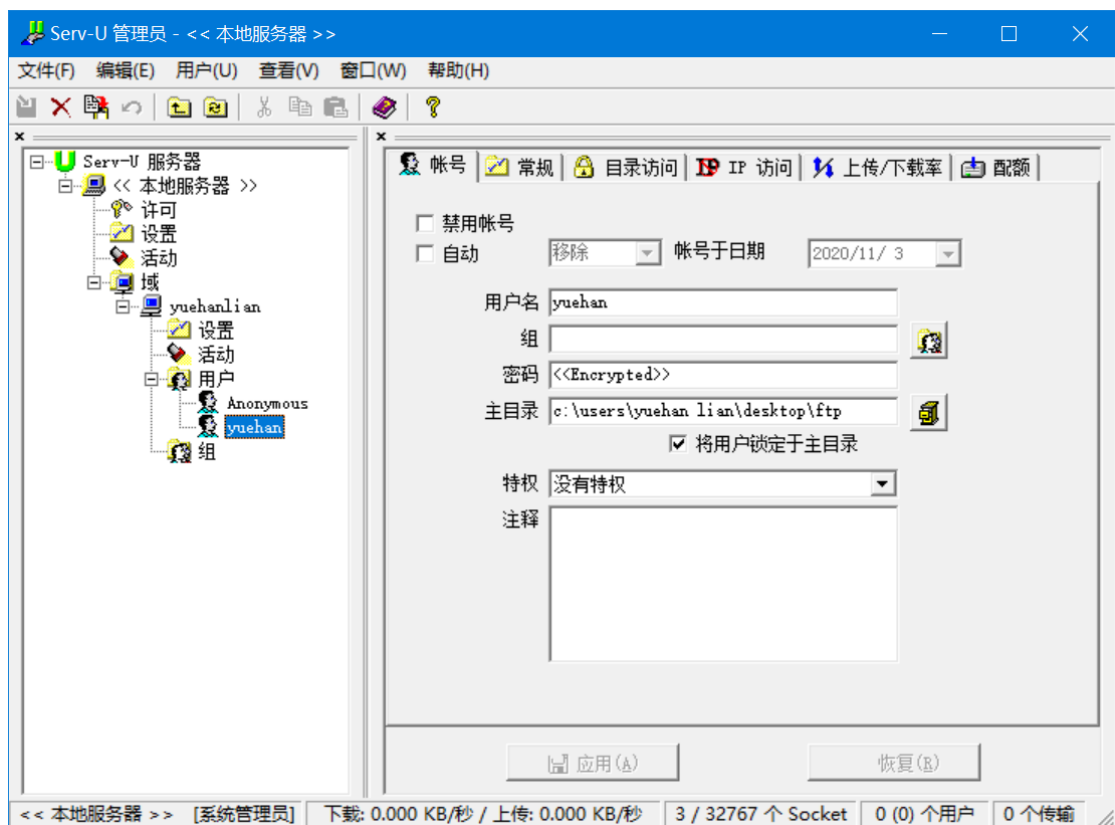 Serv-U 管理员 - << 本地服务器 >>
文件(F) 编辑(E) 用户(U) 查看(V) 窗口(W) 帮助(H)
Serv-U 服务器
<< 本地服务器 >>
许可
设置
活动
域
yuehanlian
设置
活动
用户
Anonymous
yuehan
组
帐号 常规 目录访问 IP 访问 上传/下载率 配额
禁用帐号
自动 移除 帐号于日期 2020/11/ 3
用户名 yuehan
组
密码 <<Encrypted>>
主目录 c:\users\yuehan lian\desktop\ftp
将用户锁定于主目录
特权 没有特权
注释
应用(A) 恢复(R)
<< 本地服务器 >> [系统管理员] 下载: 0.000 KB/秒 / 上传: 0.000 KB/秒 3 / 32767 个 Socket 0 (0) 个用户 0 个传输